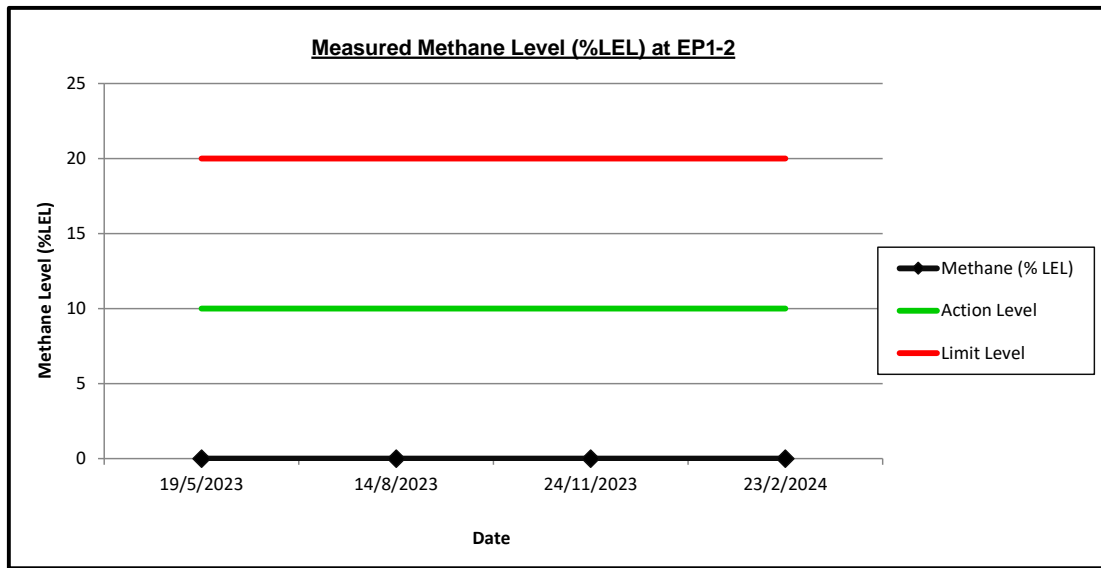 Measured Methane Level (%LEL) at EP1-2
25
20
15
10
5
0
Methane Level (%LEL)
19/5/2023 14/8/2023 24/11/2023 23/2/2024
Date
Methane (% LEL)
Action Level
Limit Level